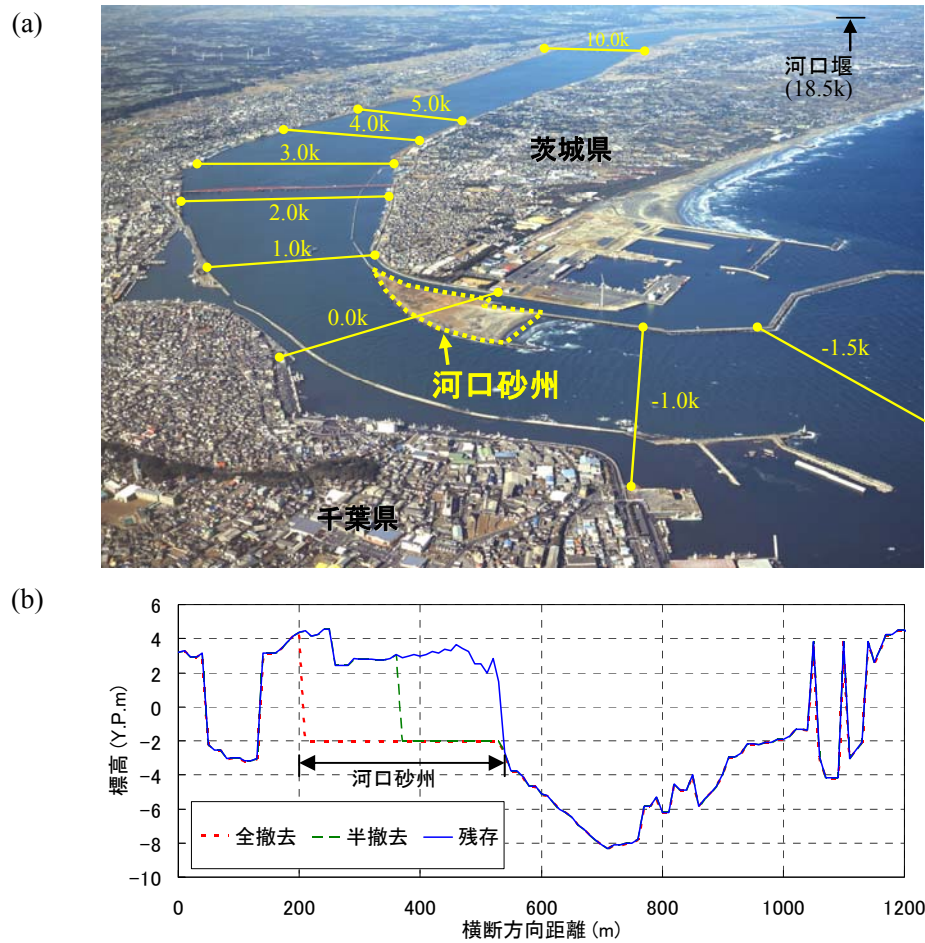 (a)
10.0k
河口堰
(18.5k)
5.0k
4.0k
茨城県
3.0k
2.0k
1.0k
0.0k
河口砂州
-1.5k
-1.0k
千葉県
(b)
標高 (Y.P.m)
6
4
2
0
−2
−4
−6
−8
−10
河口砂州
全撤去 半撤去 残存
0 200 400 600 800 1000 1200
横断方向距離 (m)